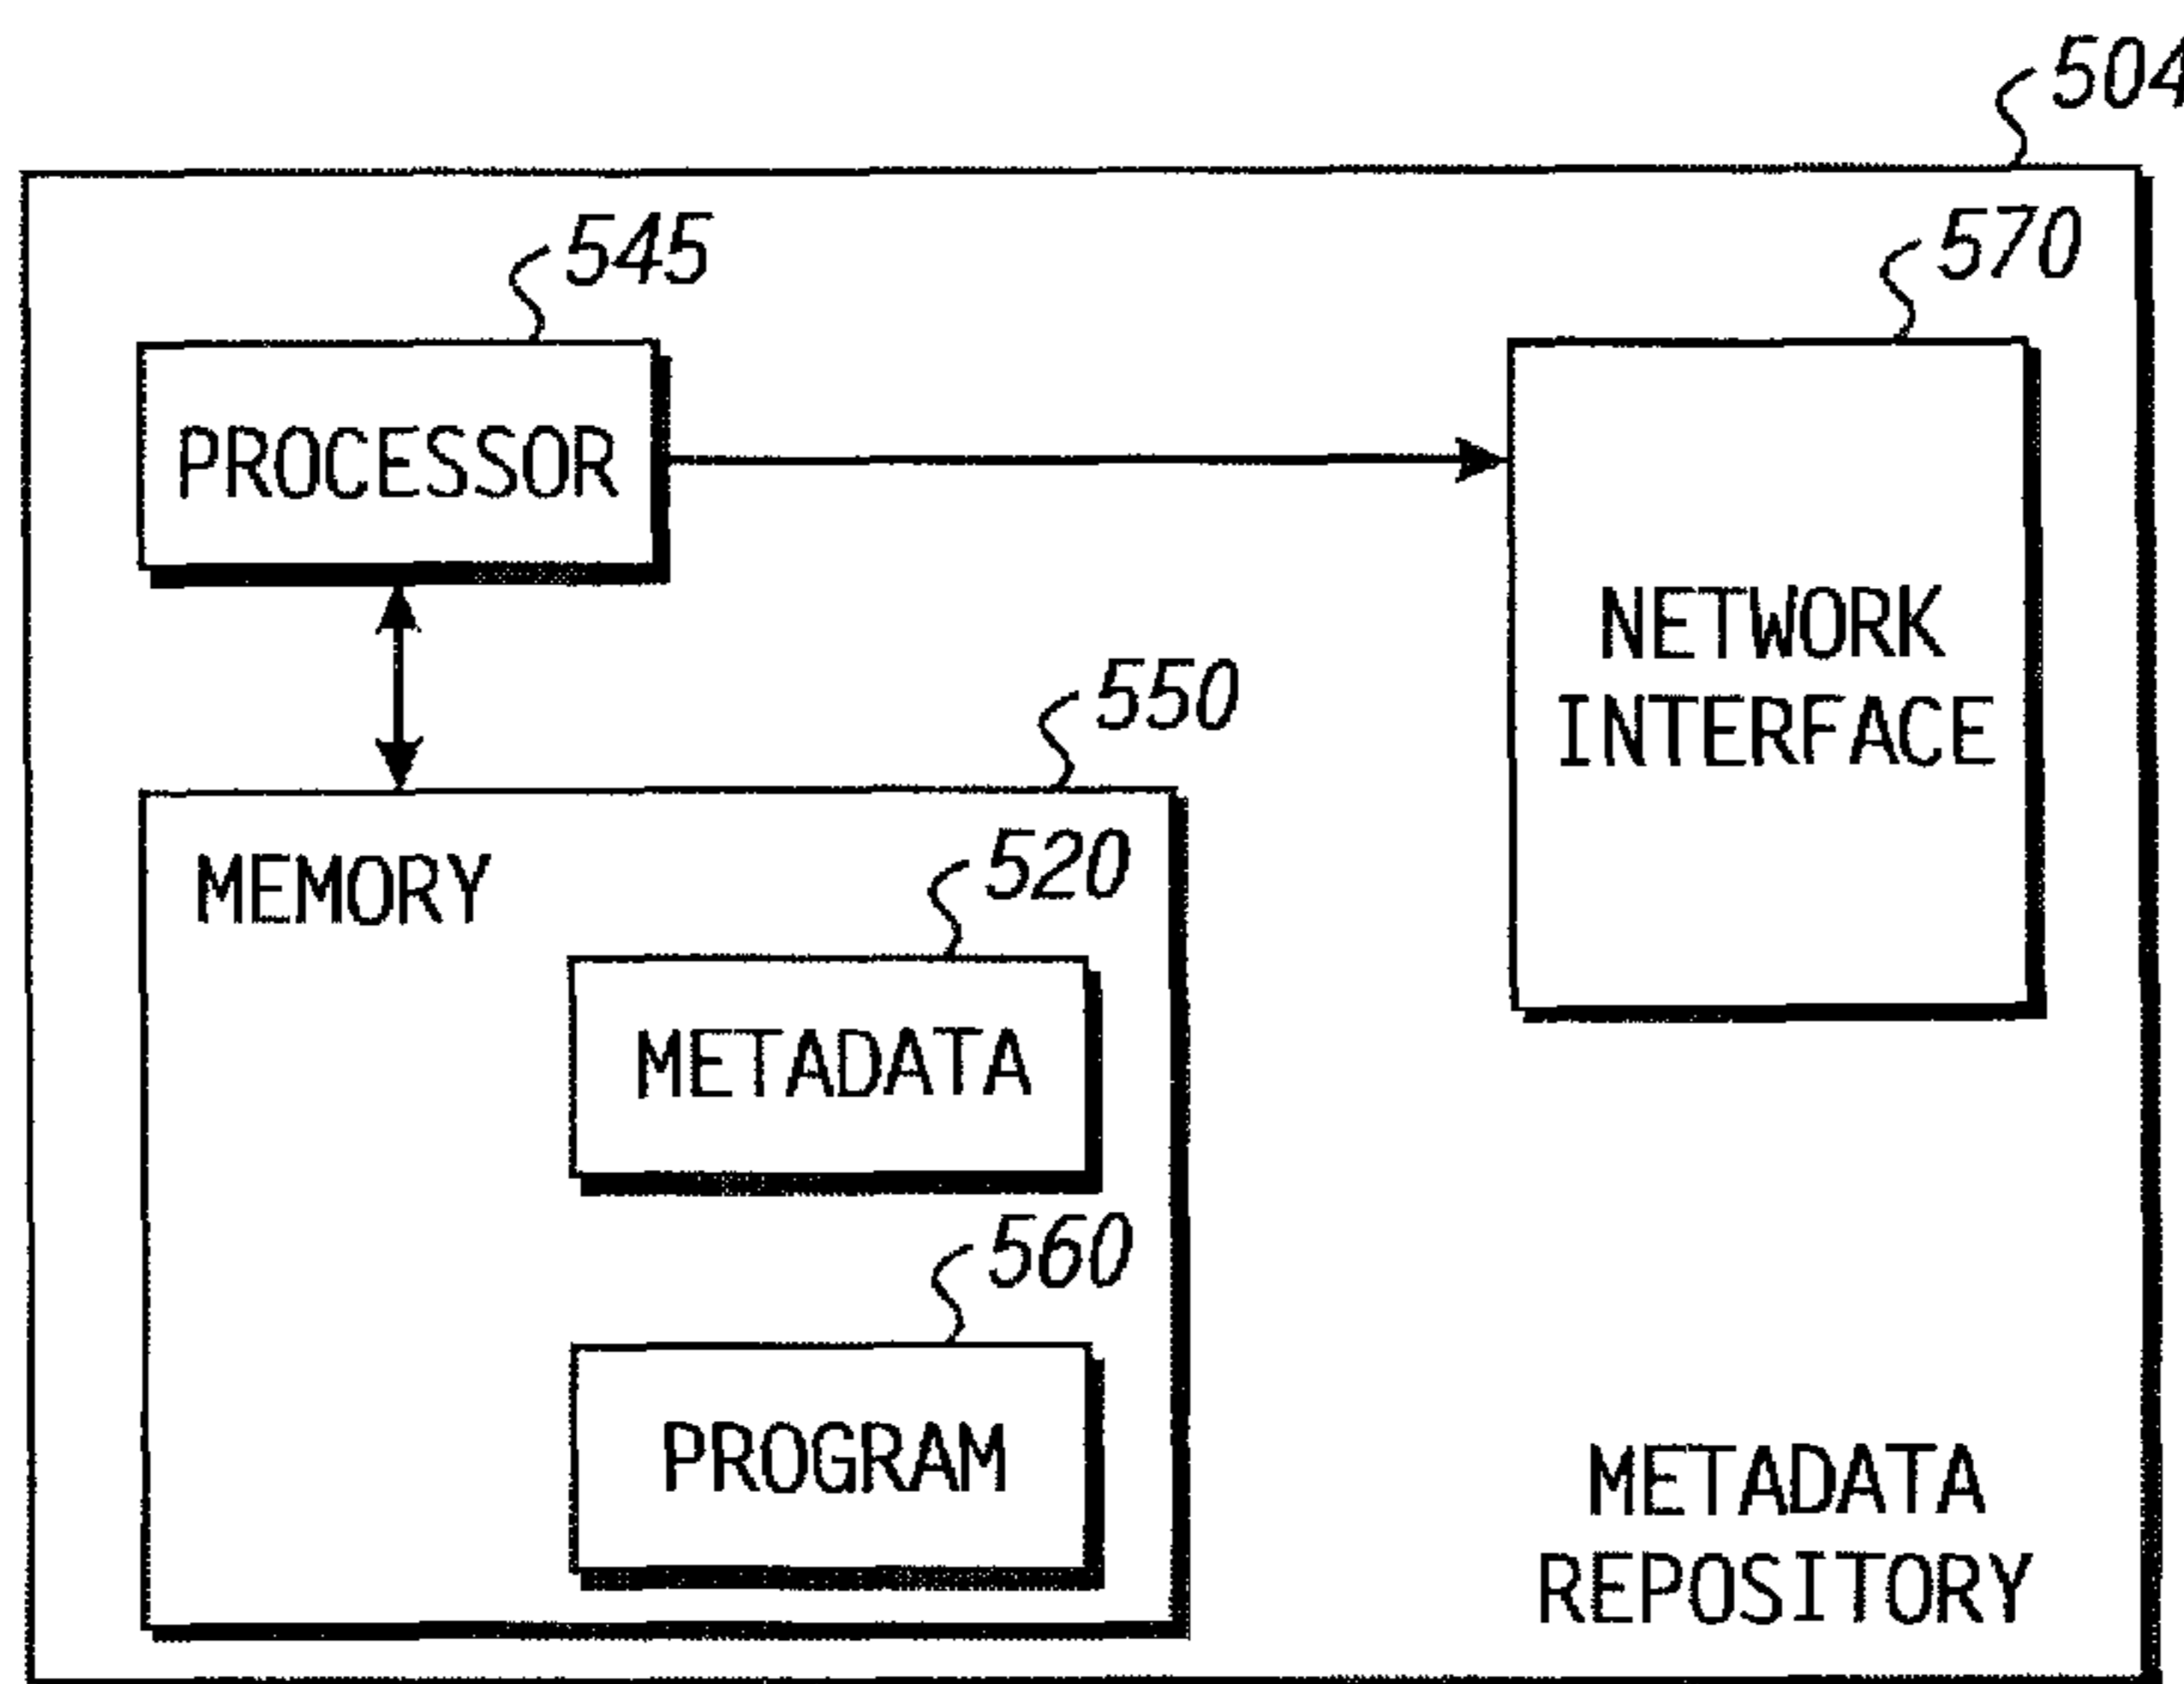 504
545
570
PROCESSOR
NETWORK
INTERFACE
550
MEMORY
520
METADATA
560
PROGRAM
METADATA
REPOSITORY